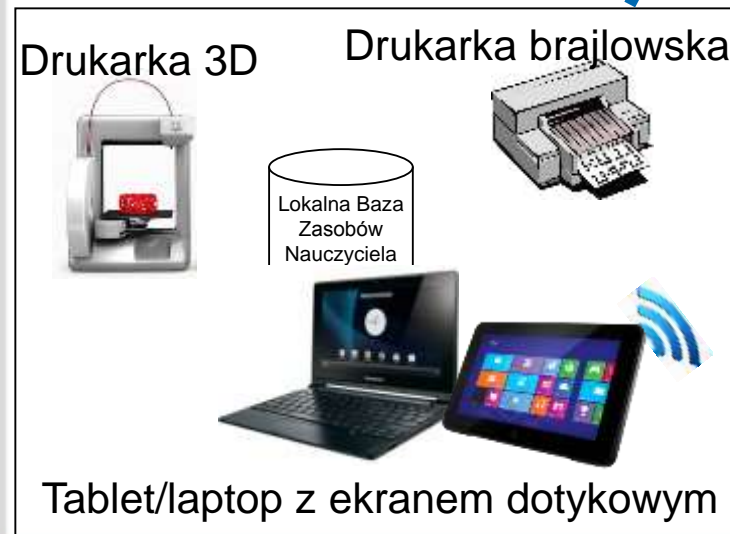 Drukarka 3D
Drukarka brajlowska
Lokalna Baza
Zasobów
Nauczyciela
Tablet/laptop z ekranem dotykowym